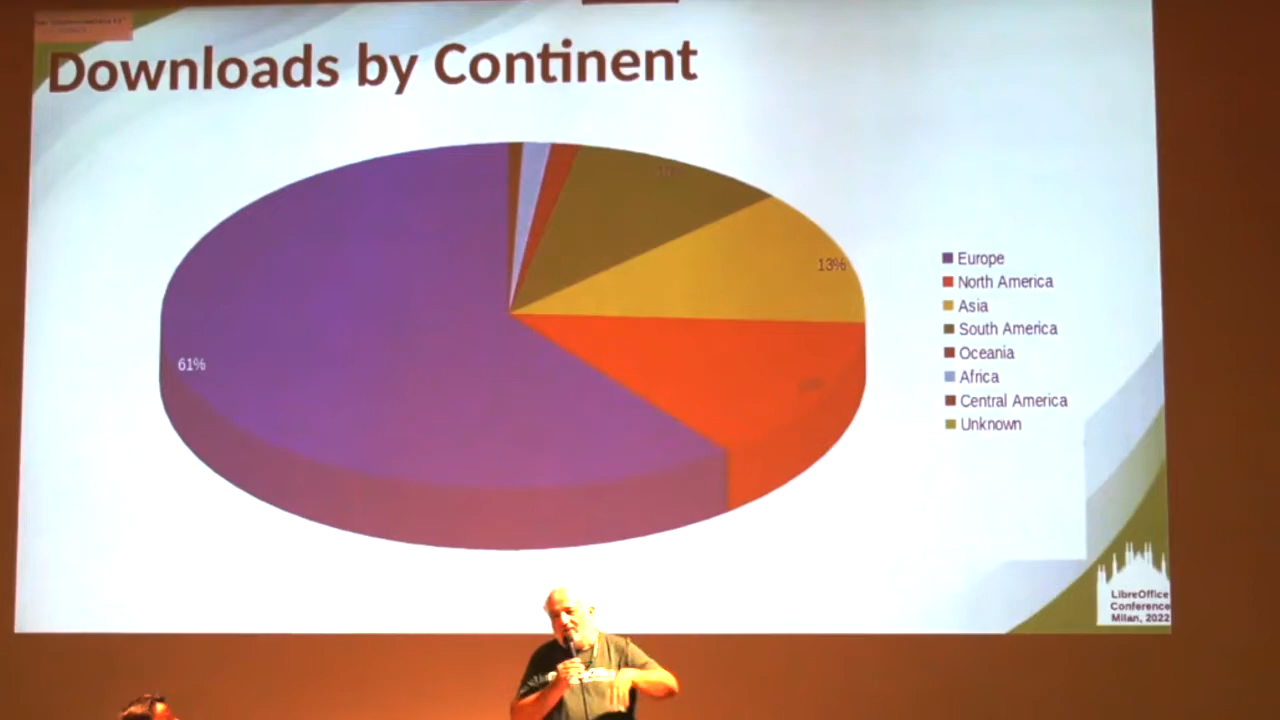 Downloads by Continent
10%
13%
61%
Europe
North America
Asia
South America
Oceania
Africa
Central America
Unknown
LibreOffice
Conference
Milan, 2022